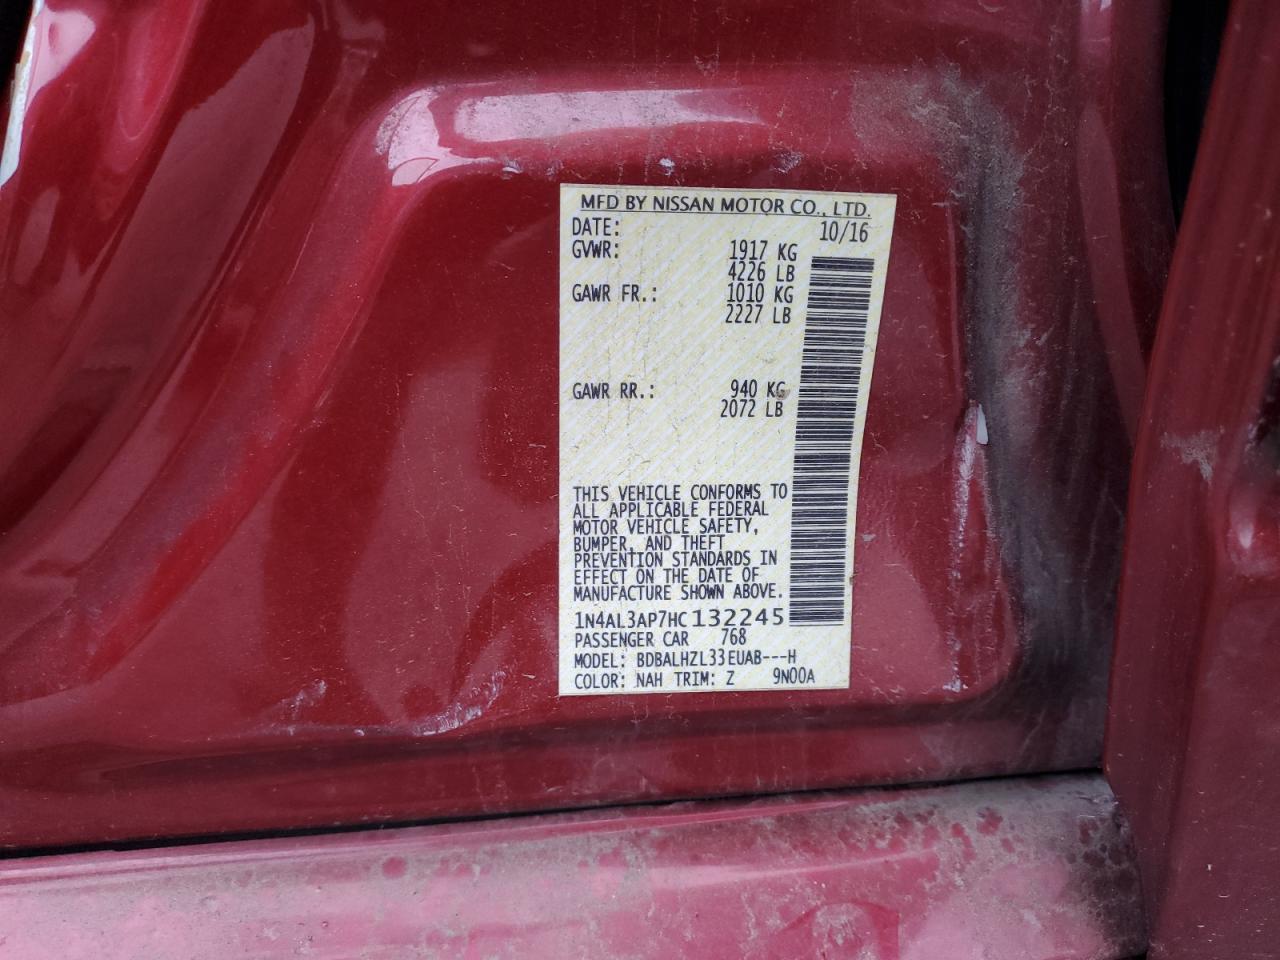 MFD BY NISSAN MOTOR CO., LTD.
DATE: 10/16
GVWR: 1917 KG
4226 LB
GAWR FR.: 1010 KG
2227 LB
GAWR RR.: 940 KG
2072 LB
THIS VEHICLE CONFORMS TO
ALL APPLICABLE FEDERAL
MOTOR VEHICLE SAFETY,
BUMPER, AND THEFT
PREVENTION STANDARDS IN
EFFECT ON THE DATE OF
MANUFACTURE SHOWN ABOVE.
1N4AL3AP7HC132245
PASSENGER CAR 768
MODEL: BDBALHZL33EUAB---H
COLOR: NAH TRIM: Z 9N00A